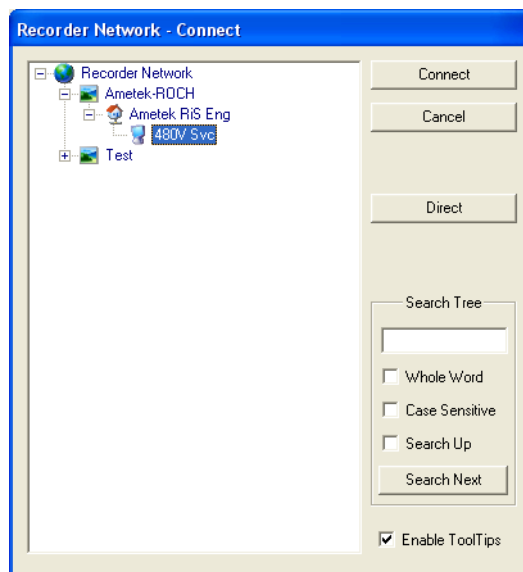 Recorder Network - Connect
Recorder Network
Ametek-ROCH
Ametek RiS Eng
480V Svc
Test
Connect
Cancel
Direct
Search Tree
Whole Word
Case Sensitive
Search Up
Search Next
Enable ToolTips